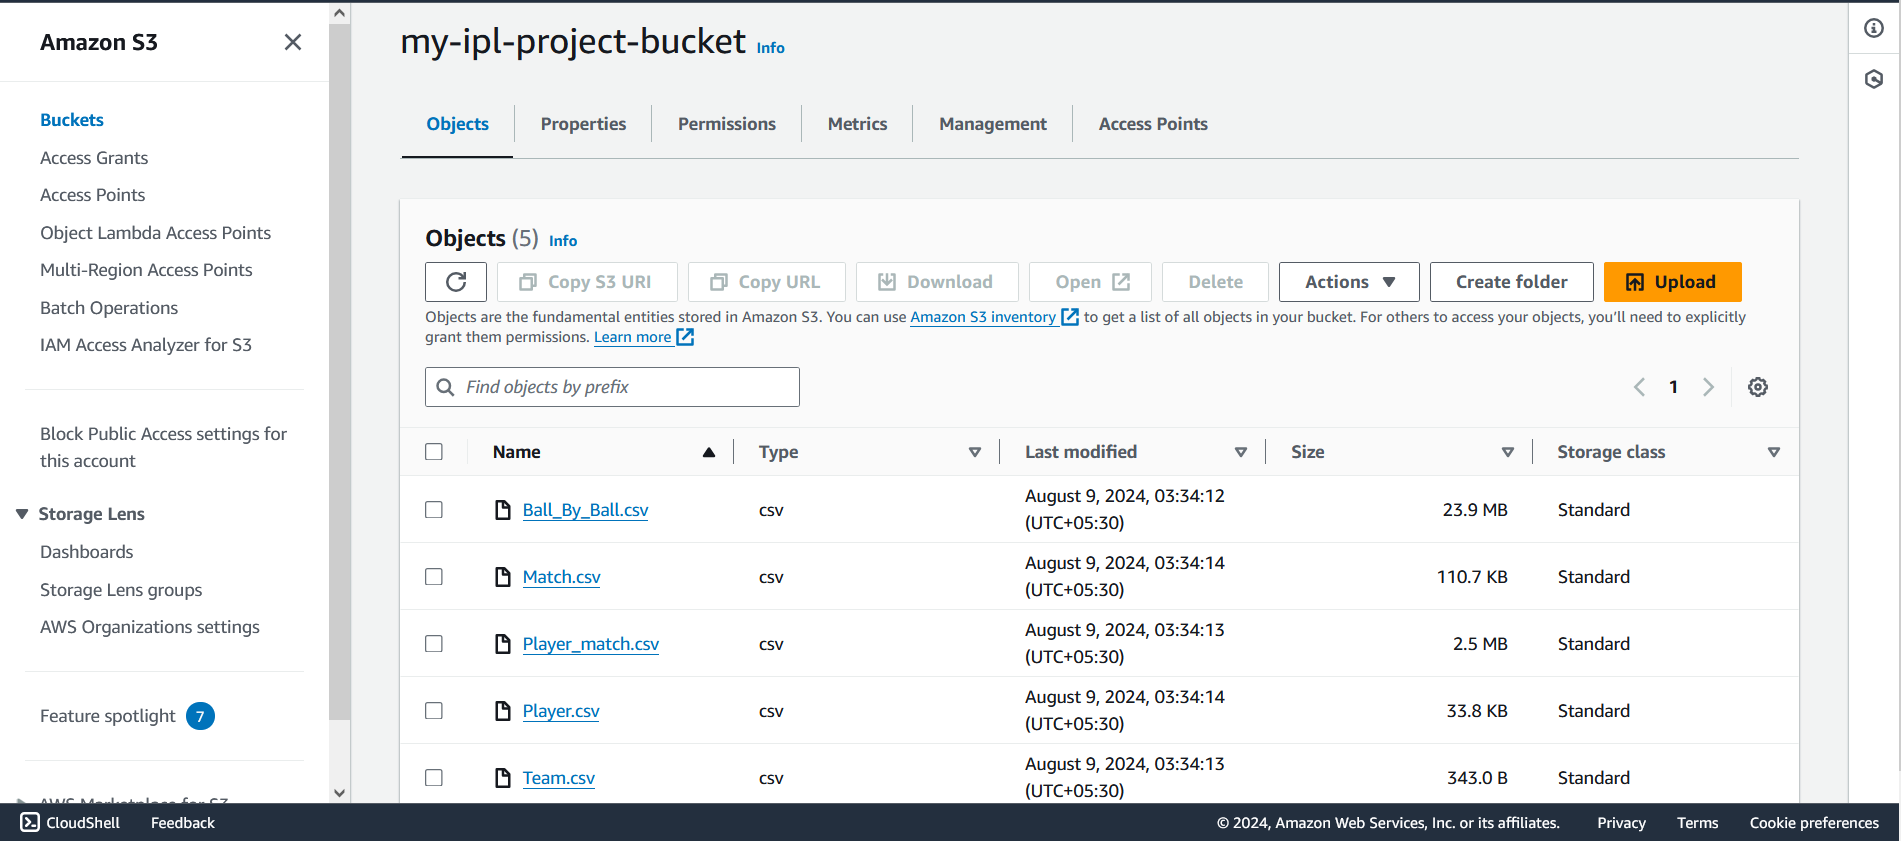 Amazon S3
Buckets
Access Grants
Access Points
Object Lambda Access Points
Multi-Region Access Points
Batch Operations
IAM Access Analyzer for S3
Block Public Access settings for
this account
Storage Lens
Dashboards
Storage Lens groups
AWS Organizations settings
Feature spotlight 7
AWS Marketplace for S3
my-ipl-project-bucket Info
Objects Properties Permissions Metrics Management Access Points
Objects (5) Info
Copy S3 URI Copy URL Download Open Delete Actions Create folder Upload
Objects are the fundamental entities stored in Amazon S3. You can use Amazon S3 inventory to get a list of all objects in your bucket. For others to access your objects, you’ll need to explicitly
grant them permissions. Learn more
Find objects by prefix 1
Name Type Last modified Size Storage class
Ball_By_Ball.csv csv August 9, 2024, 03:34:12 23.9 MB Standard
(UTC+05:30)
Match.csv csv August 9, 2024, 03:34:14 110.7 KB Standard
(UTC+05:30)
Player_match.csv csv August 9, 2024, 03:34:13 2.5 MB Standard
(UTC+05:30)
Player.csv csv August 9, 2024, 03:34:14 33.8 KB Standard
(UTC+05:30)
Team.csv csv August 9, 2024, 03:34:13 343.0 B Standard
(UTC+05:30)
CloudShell Feedback © 2024, Amazon Web Services, Inc. or its affiliates. Privacy Terms Cookie preferences